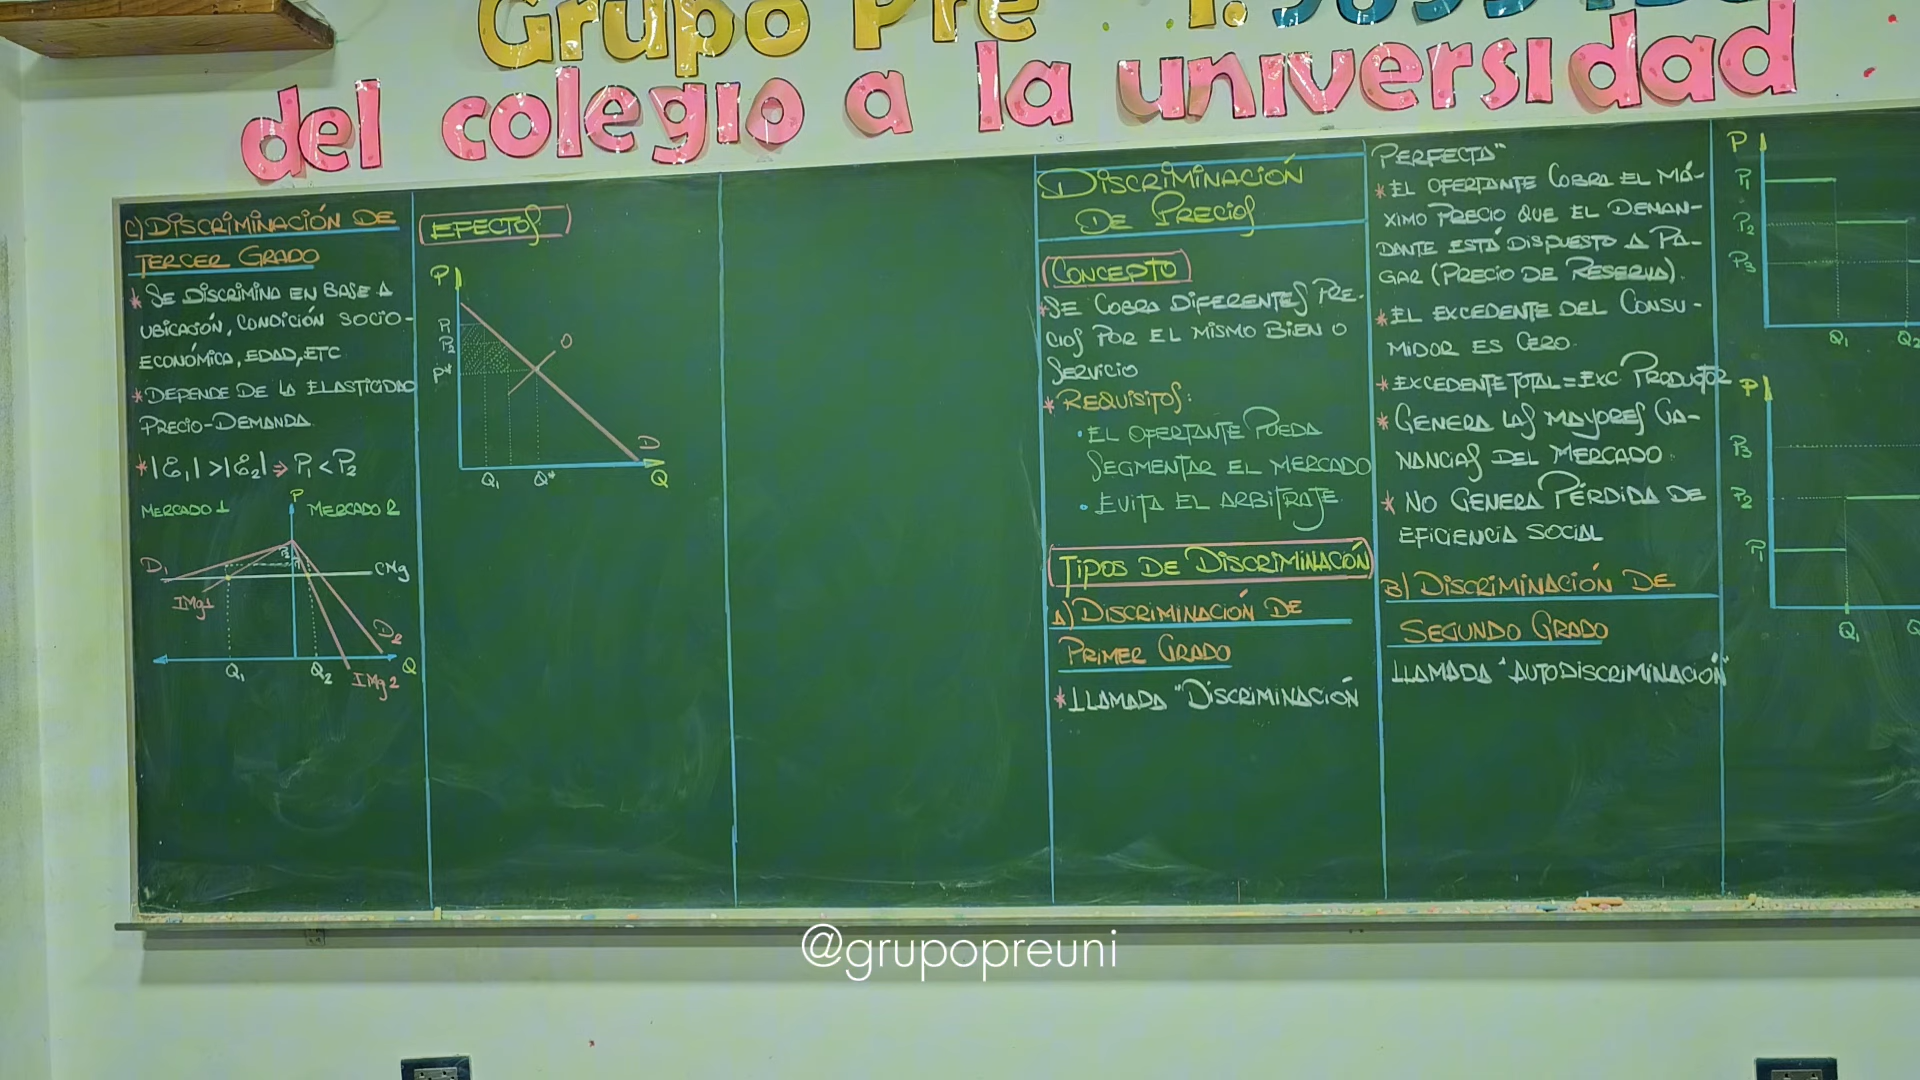 Grupo Pre
del colegio a la universidad
C) DISCRIMINACIÓN DE
TERCER GRADO
* SE DISCRIMINA EN BASE A
UBICACIÓN, CONDICIÓN SOCIO-
ECONÓMICA, EDAD, ETC
* DEPENDE DE LA ELASTICIDAD
PRECIO-DEMANDA
* |Ɛ₁| > |Ɛ₂| ⇒ P₁ < P₂
MERCADO 1
P
MERCADO 2
D₁
CMg
IMg1
D2
Q₁
Q₂
Q
IMg2
EFECTOS
P
P₁
P₂
P*
O
D
Q₁
Q*
Q
DISCRIMINACIÓN
DE PRECIOS
CONCEPTO
* SE COBRA DIFERENTES PRE-
CIOS POR EL MISMO BIEN O
SERVICIO
* REQUISITOS:
• EL OFERTANTE PUEDA
SEGMENTAR EL MERCADO
• EVITA EL ARBITRAJE
TIPOS DE DISCRIMINACIÓN
A) DISCRIMINACIÓN DE
PRIMER GRADO
* LLAMADA "DISCRIMINACIÓN
PERFECTA"
* EL OFERTANTE COBRA EL MÁ-
XIMO PRECIO QUE EL DEMAN-
DANTE ESTÁ DISPUESTO A PA-
GAR (PRECIO DE RESERVA).
* EL EXCEDENTE DEL CONSU-
MIDOR ES CERO.
* EXCEDENTE TOTAL = EXC PRODUCTOR
* GENERA LAS MAYORES GA-
NANCIAS DEL MERCADO.
* NO GENERA PÉRDIDA DE
EFICIENCIA SOCIAL
B) DISCRIMINACIÓN DE
SEGUNDO GRADO
LLAMADA "AUTODISCRIMINACIÓN"
P
P₁
P₂
P₃
Q₁
Q₂
P
P₃
P₂
P₁
Q₁
@grupopreuni